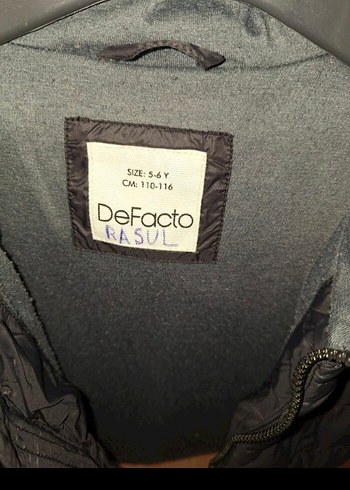 SIZE: 5-6 Y
CM: 110-116
DeFacto
RASUL